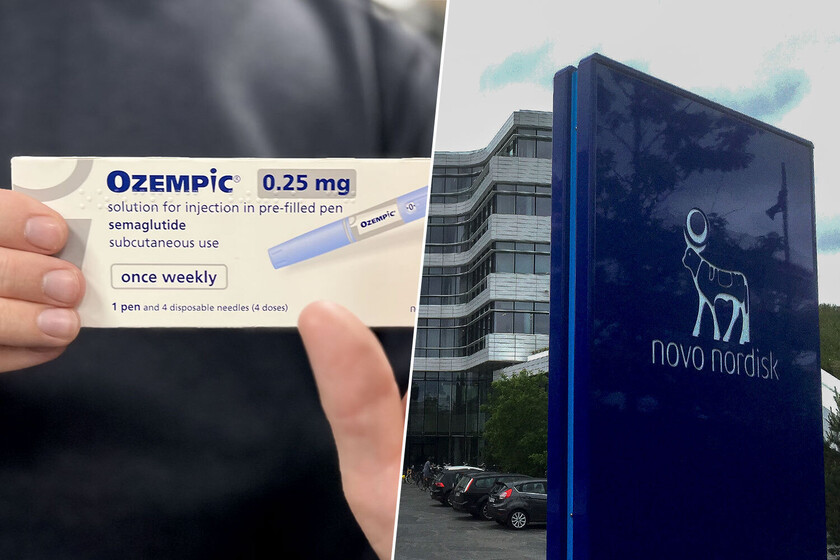 OZEMPIC® 0.25 mg
solution for injection in pre-filled pen
semaglutide
subcutaneous use
once weekly
1 pen and 4 disposable needles (4 doses)
OZEMPIC®
novo nordisk